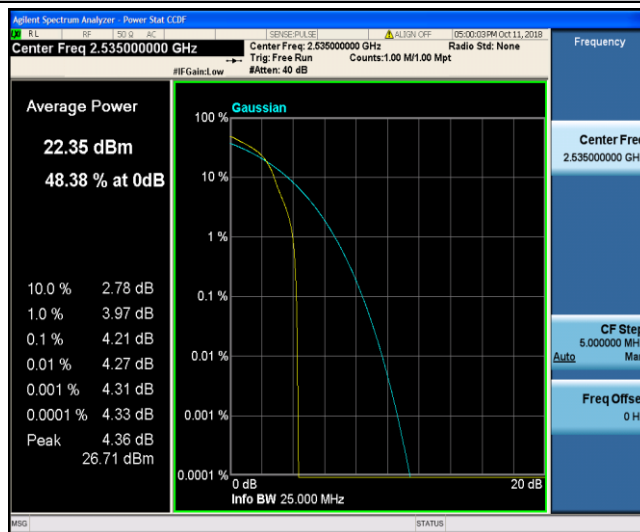 Agilent Spectrum Analyzer - Power Stat CCDF
RL RF 50 Ω AC SENSE:PULSE ALIGN OFF 05:00:03PM Oct 11, 2018
Center Freq 2.535000000 GHz
Center Freq: 2.535000000 GHz Radio Std: None
Trig: Free Run Counts:1.00 M/1.00 Mpt
#IFGain:Low #Atten: 40 dB
Frequency
Average Power
22.35 dBm
48.38 % at 0dB
10.0 % 2.78 dB
1.0 % 3.97 dB
0.1 % 4.21 dB
0.01 % 4.27 dB
0.001 % 4.31 dB
0.0001 % 4.33 dB
Peak 4.36 dB
26.71 dBm
Gaussian
100 %
10 %
1 %
0.1 %
0.01 %
0.001 %
0.0001 %
0 dB 20 dB
Info BW 25.000 MHz
Center Fre
2.535000000 GH
CF Step
5.000000 MH
Auto Ma
Freq Offse
0 H
MSG STATUS